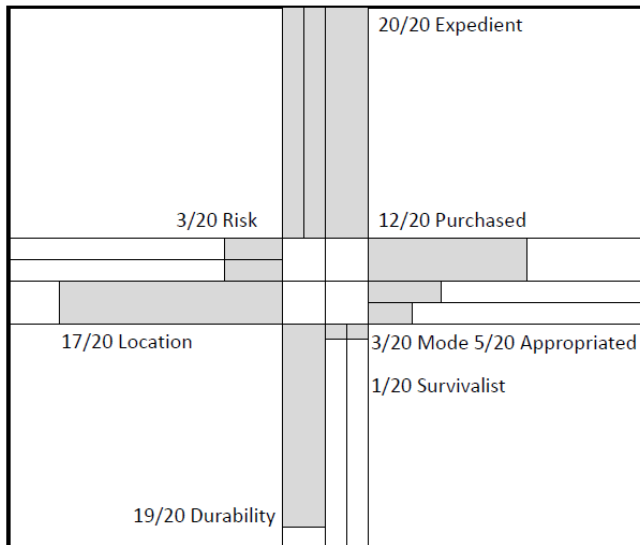 20/20 Expedient
3/20 Risk
12/20 Purchased
17/20 Location
3/20 Mode 5/20 Appropriated
1/20 Survivalist
19/20 Durability